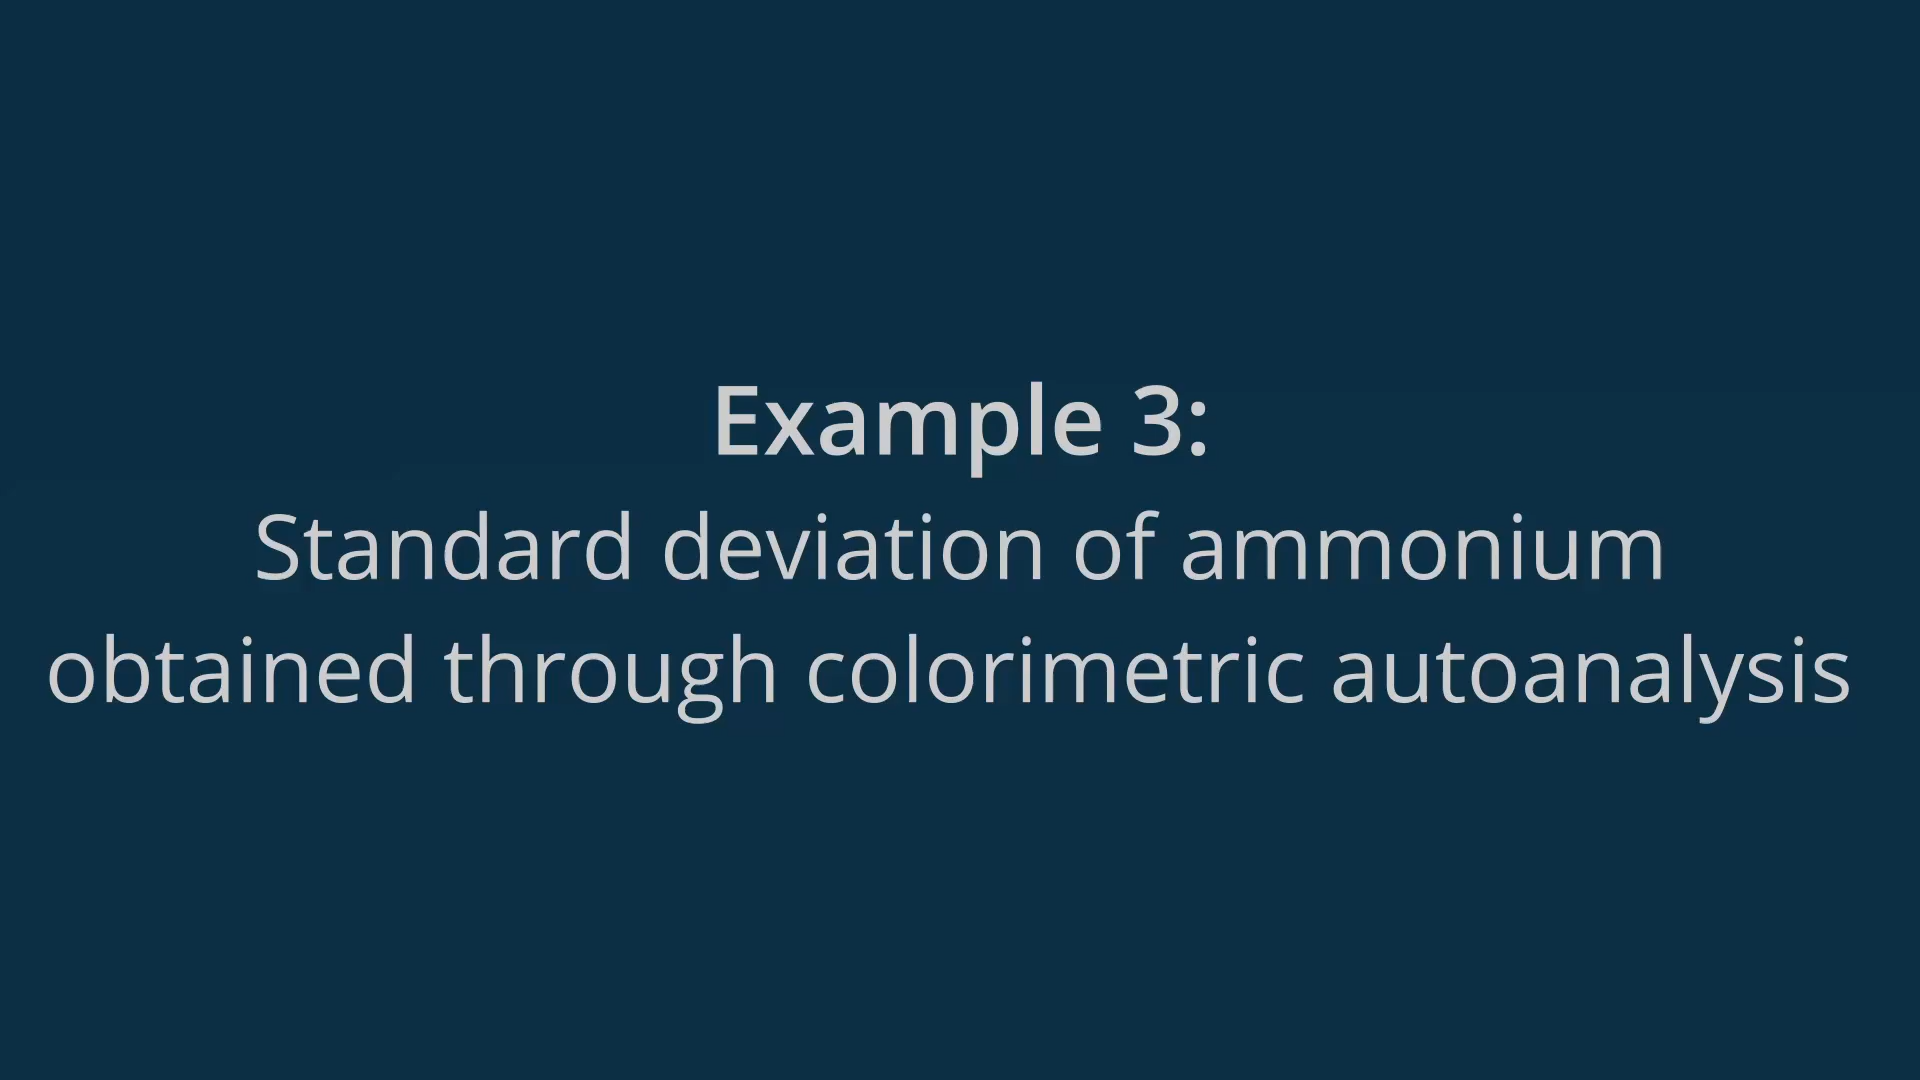 Example 3:
Standard deviation of ammonium
obtained through colorimetric autoanalysis